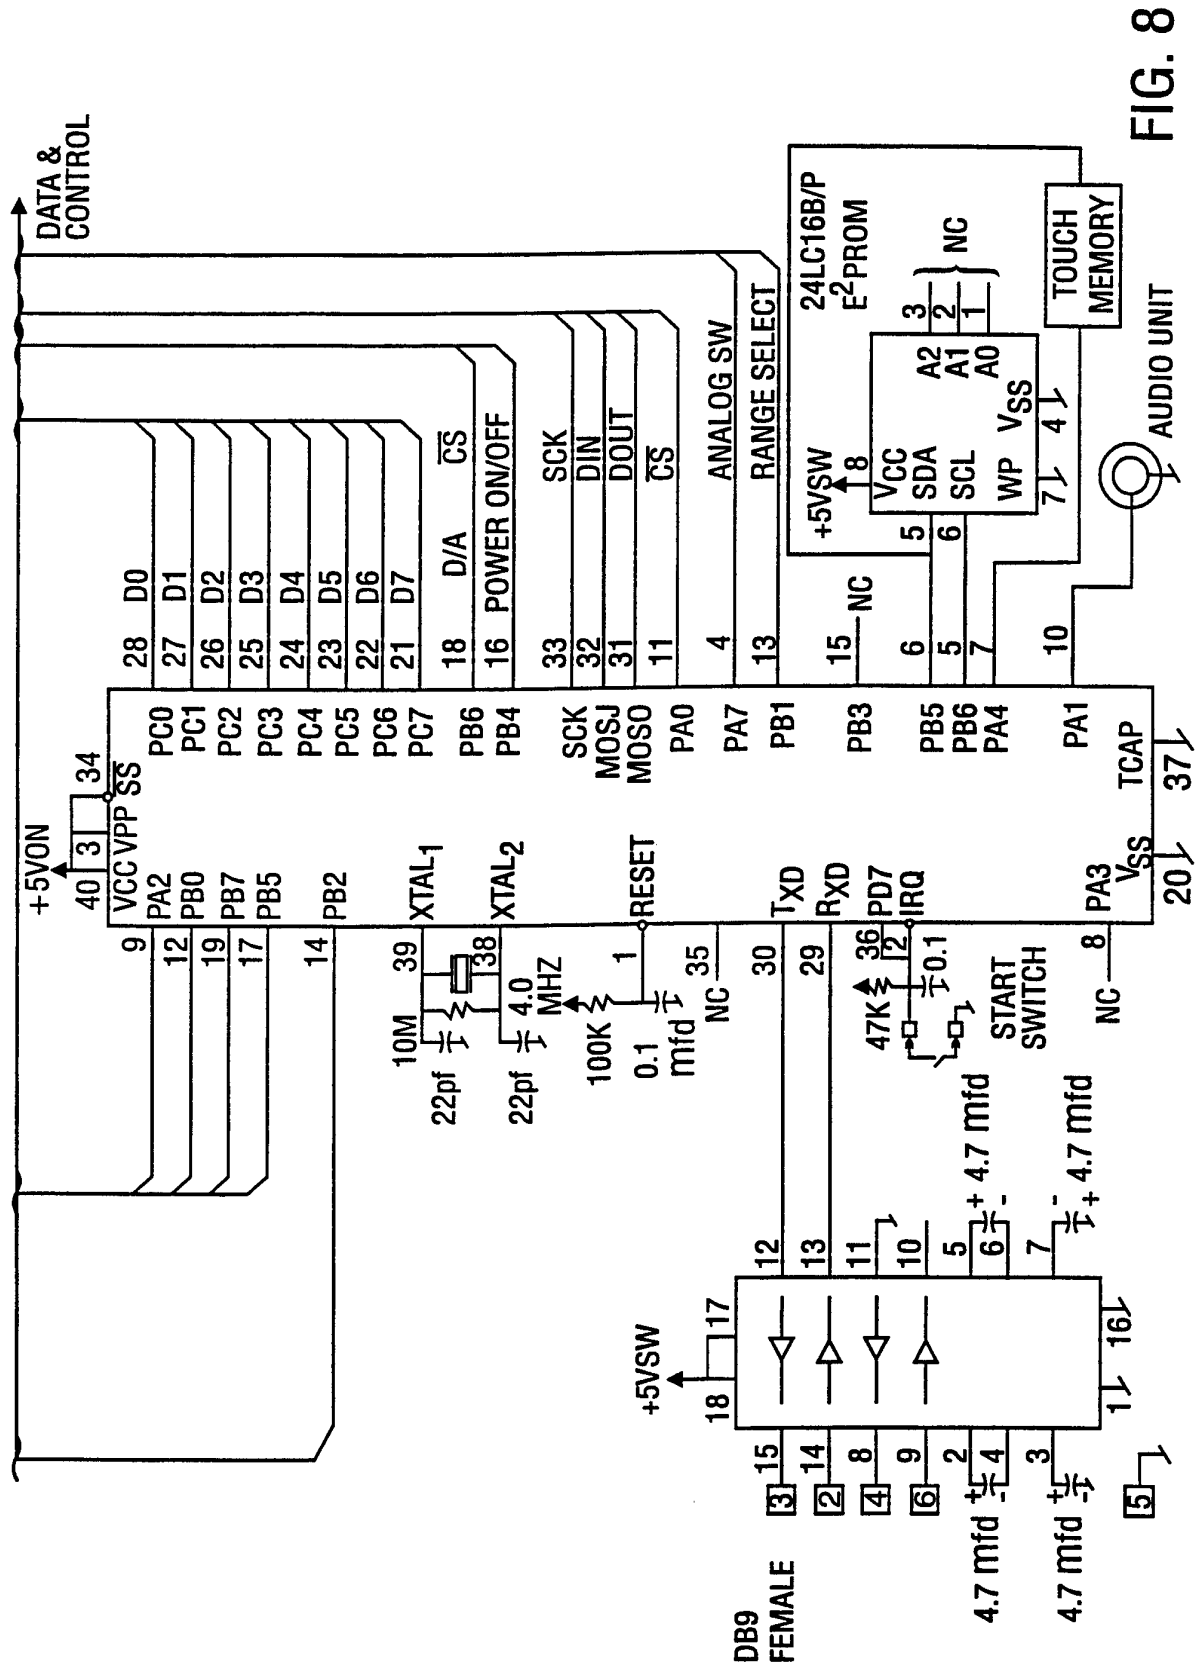 DATA &
CONTROL
+5VON
40
3
34
VCC
VPP
SS
9
PA2
12
PB0
19
PB7
17
PB5
14
PB2
39
XTAL1
38
XTAL2
10M
22pf
22pf
4.0
MHZ
1
RESET
100K
0.1
mfd
NC
35
30
TXD
29
RXD
36
PD7
2
IRQ
47K
0.1
START
SWITCH
NC
8
PA3
VSS
20
TCAP
37
PC0
28
D0
PC1
27
D1
PC2
26
D2
PC3
25
D3
PC4
24
D4
PC5
23
D5
PC6
22
D6
PC7
21
D7
PB6
18
D/A
CS
PB4
16
POWER ON/OFF
SCK
33
SCK
MOSJ
32
DIN
MOSO
31
DOUT
PA0
11
CS
PA7
4
ANALOG SW
PB1
13
RANGE SELECT
PB3
15
NC
PB5
6
5
SDA
PB6
5
6
SCL
PA4
7
PA1
10
+5VSW
8
VCC
24LC16B/P
E2PROM
A2
3
A1
2
A0
1
NC
WP
7
VSS
4
TOUCH
MEMORY
AUDIO UNIT
+5VSW
18
17
DB9
FEMALE
3
15
12
2
14
13
4
8
11
6
9
10
4.7 mfd
+
-
2
4
5
6
+
-
4.7 mfd
4.7 mfd
+
-
3
7
-
+
4.7 mfd
1
16
5
FIG. 8